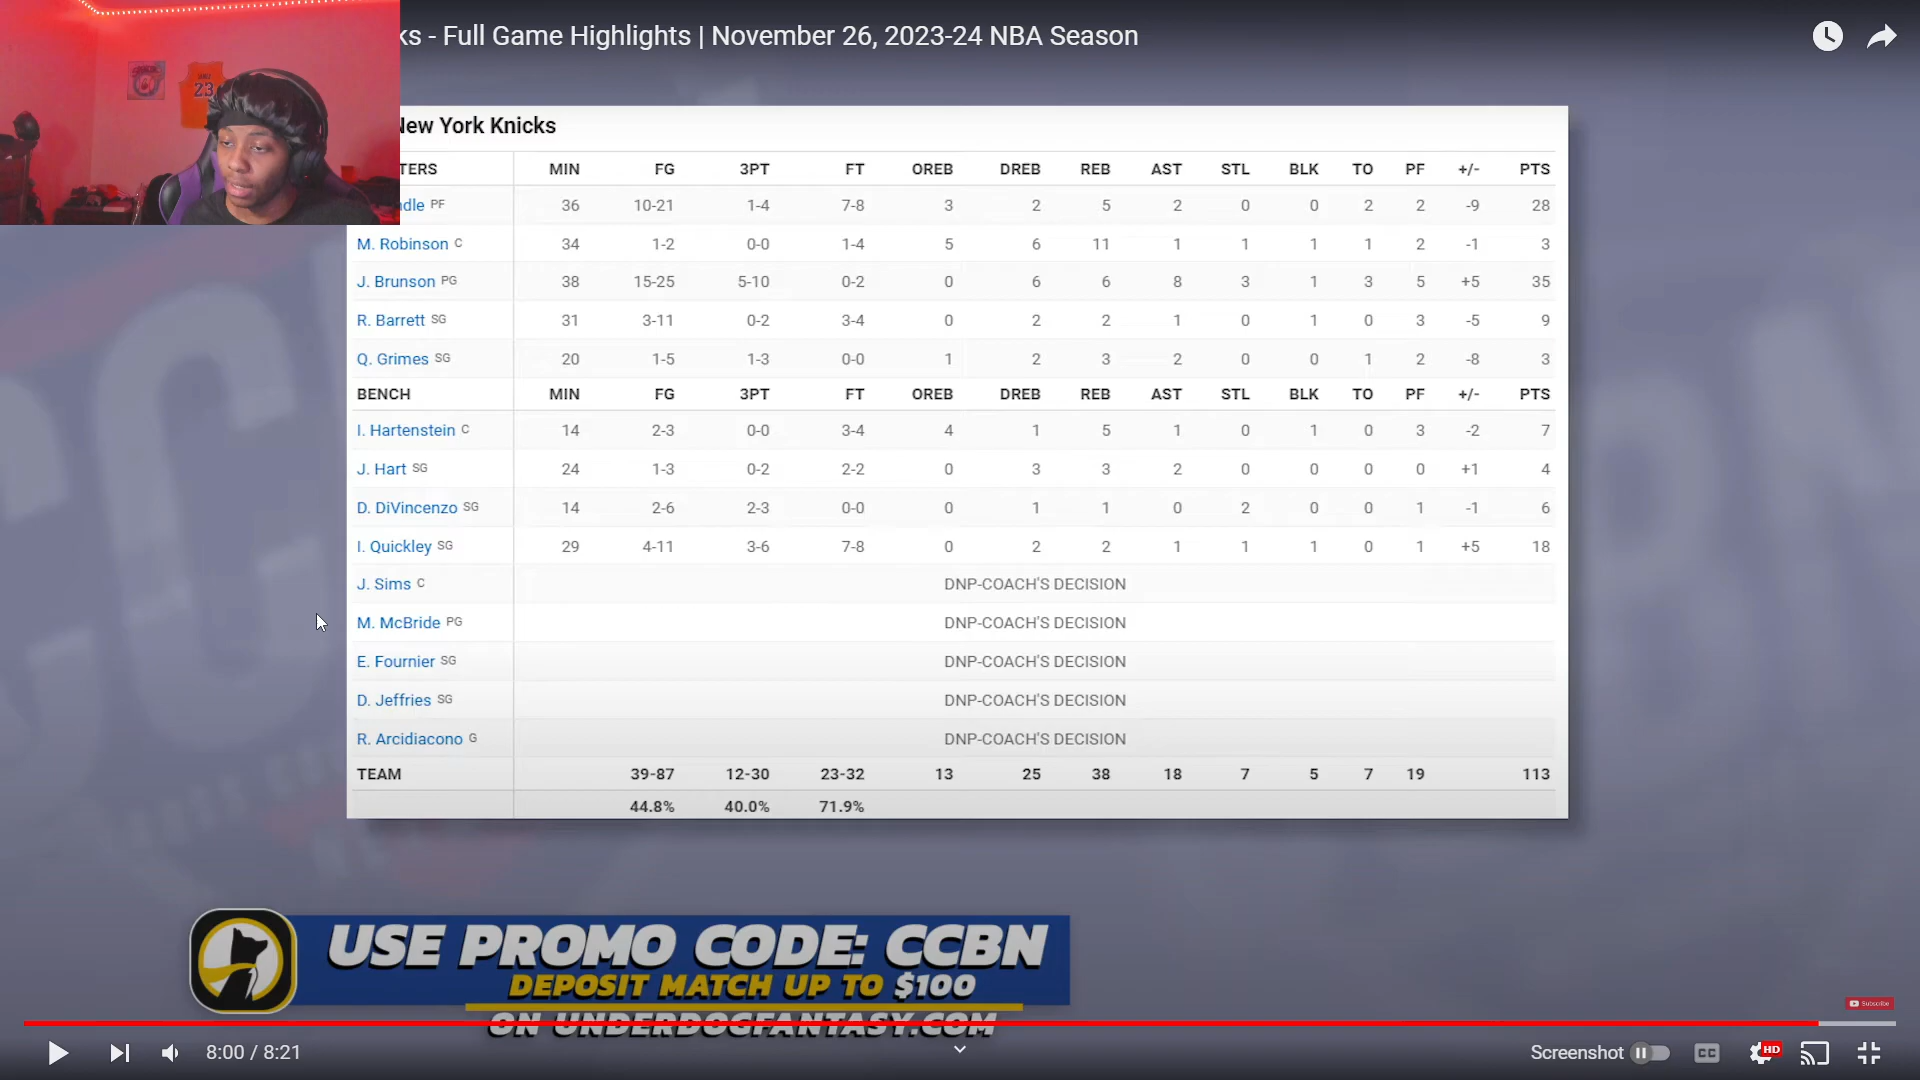 ks - Full Game Highlights | November 26, 2023-24 NBA Season
23
New York Knicks
TERS MIN FG 3PT FT OREB DREB REB AST STL BLK TO PF +/- PTS
dle PF 36 10-21 1-4 7-8 3 2 5 2 0 0 2 2 -9 28
M. Robinson C 34 1-2 0-0 1-4 5 6 11 1 1 1 1 2 -1 3
J. Brunson PG 38 15-25 5-10 0-2 0 6 6 8 3 1 3 5 +5 35
R. Barrett SG 31 3-11 0-2 3-4 0 2 2 1 0 1 0 3 -5 9
Q. Grimes SG 20 1-5 1-3 0-0 1 2 3 2 0 0 1 2 -8 3
BENCH MIN FG 3PT FT OREB DREB REB AST STL BLK TO PF +/- PTS
I. Hartenstein C 14 2-3 0-0 3-4 4 1 5 1 0 1 0 3 -2 7
J. Hart SG 24 1-3 0-2 2-2 0 3 3 2 0 0 0 0 +1 4
D. DiVincenzo SG 14 2-6 2-3 0-0 0 1 1 0 2 0 0 1 -1 6
I. Quickley SG 29 4-11 3-6 7-8 0 2 2 1 1 1 0 1 +5 18
J. Sims C DNP-COACH'S DECISION
M. McBride PG DNP-COACH'S DECISION
E. Fournier SG DNP-COACH'S DECISION
D. Jeffries SG DNP-COACH'S DECISION
R. Arcidiacono G DNP-COACH'S DECISION
TEAM 39-87 12-30 23-32 13 25 38 18 7 5 7 19 113
44.8% 40.0% 71.9%
USE PROMO CODE: CCBN
DEPOSIT MATCH UP TO $100
ON UNDERDOGFANTASY.COM
Subscribe
8:00 / 8:21
Screenshot
CC
HD